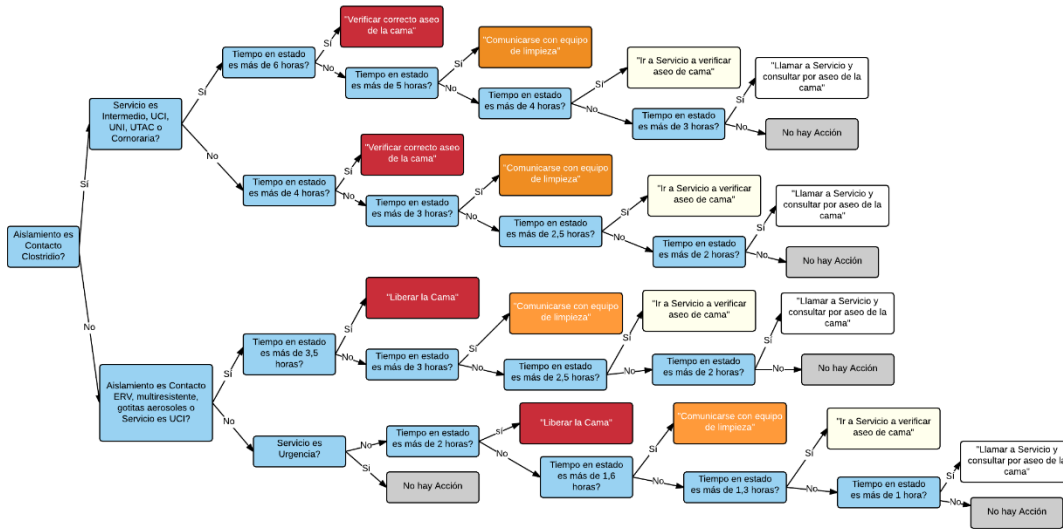 "Verificar correcto aseo
de la cama"
Sí
Tiempo en estado
es más de 6 horas?
No
"Comunicarse con equipo
de limpieza"
Sí
Tiempo en estado
es más de 5 horas?
No
"Ir a Servicio a verificar
aseo de cama"
Sí
Tiempo en estado
es más de 4 horas?
No
"Llamar a Servicio y
consultar por aseo de la
cama"
Sí
Tiempo en estado
es más de 3 horas?
No
No hay Acción
Sí
Servicio es
Intermedio, UCI,
UNI, UTAC o
Cornoraria?
No
"Verificar correcto aseo
de la cama"
Sí
Tiempo en estado
es más de 4 horas?
No
"Comunicarse con equipo
de limpieza"
Sí
Tiempo en estado
es más de 3 horas?
No
"Ir a Servicio a verificar
aseo de cama"
Sí
Tiempo en estado
es más de 2,5 horas?
No
"Llamar a Servicio y
consultar por aseo de la
cama"
Sí
Tiempo en estado
es más de 2 horas?
No
No hay Acción
Sí
Aislamiento es
Contacto
Clostridio?
No
"Liberar la Cama"
Sí
Tiempo en estado
es más de 3,5
horas?
No
"Comunicarse con equipo
de limpieza"
Sí
Tiempo en estado
es más de 3 horas?
No
"Ir a Servicio a verificar
aseo de cama"
Sí
Tiempo en estado
es más de 2,5 horas?
No
"Llamar a Servicio y
consultar por aseo de la
cama"
Sí
Tiempo en estado
es más de 2 horas?
No
No hay Acción
Sí
Aislamiento es Contacto
ERV, multiresistente,
gotitas aerosoles o
Servicio es UCI?
No
Servicio es
Urgencia?
No
Sí
No hay Acción
Tiempo en estado
es más de 2 horas?
sí
"Liberar la Cama"
No
Tiempo en estado
es más de 1,6
horas?
Sí
"Comunicarse con equipo
de limpieza"
No
Tiempo en estado
es más de 1,3 horas?
Sí
"Ir a Servicio a verificar
aseo de cama"
No
Tiempo en estado
es más de 1 hora?
Sí
"Llamar a Servicio y
consultar por aseo de la
cama"
No
No hay Acción